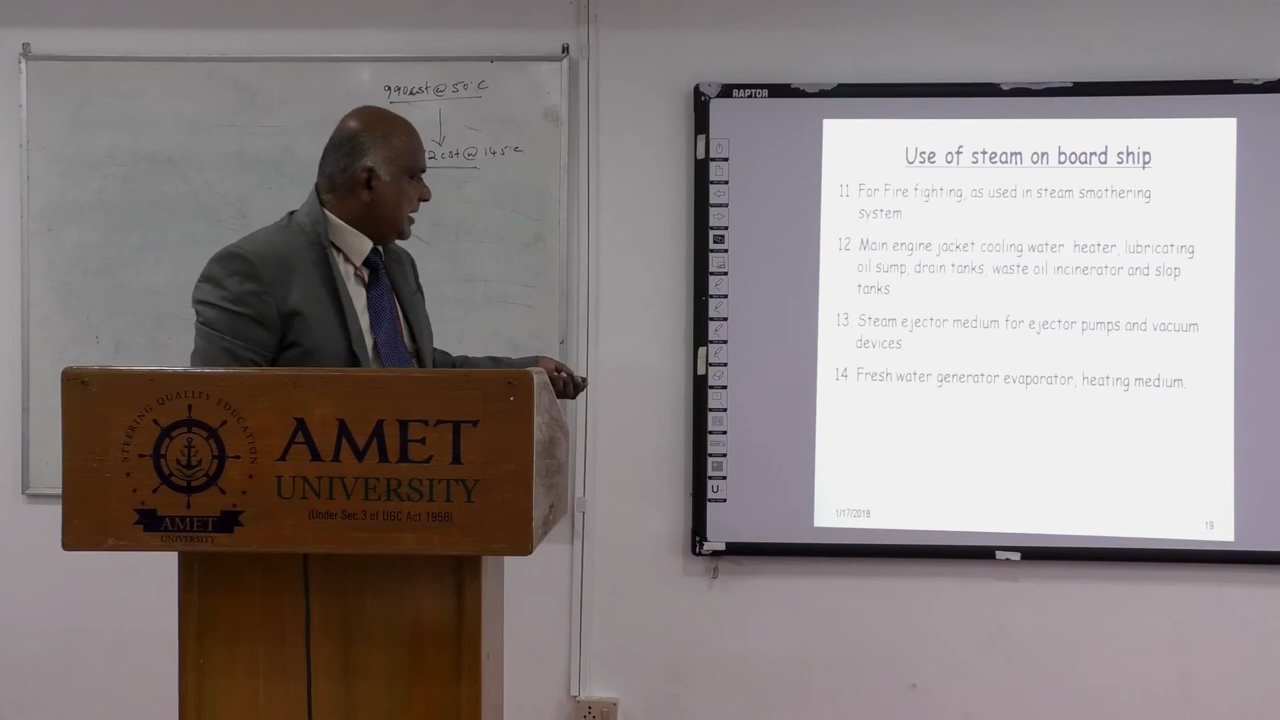 990cst @ 50°C
2cst @ 145°C
RAPTOR
Use of steam on board ship
11. For Fire fighting, as used in steam smothering
system
12. Main engine jacket cooling water heater, lubricating
oil sump, drain tanks, waste oil incinerator and slop
tanks.
13. Steam ejector medium for ejector pumps and vacuum
devices
14. Fresh water generator evaporator, heating medium.
1/17/2018
19
STEERING QUALITY EDUCATION
AMET
UNIVERSITY
AMET
UNIVERSITY
(Under Sec.3 of UGC Act 1956)